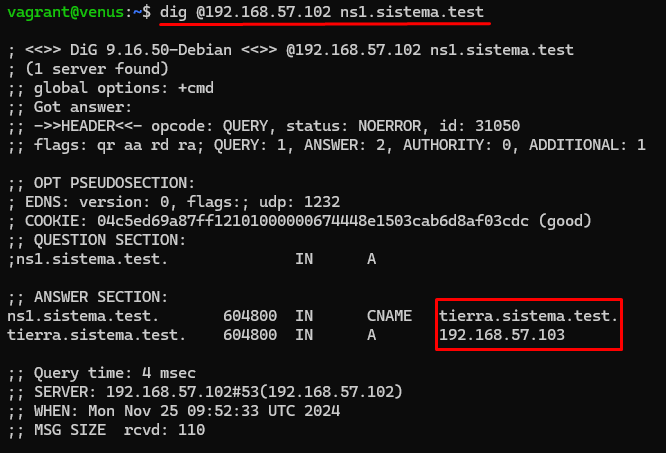 vagrant@venus:~$ dig @192.168.57.102 ns1.sistema.test
; <<>> DiG 9.16.50-Debian <<>> @192.168.57.102 ns1.sistema.test
; (1 server found)
;; global options: +cmd
;; Got answer:
;; ->>HEADER<<- opcode: QUERY, status: NOERROR, id: 31050
;; flags: qr aa rd ra; QUERY: 1, ANSWER: 2, AUTHORITY: 0, ADDITIONAL: 1
;; OPT PSEUDOSECTION:
; EDNS: version: 0, flags:; udp: 1232
; COOKIE: 04c5ed69a87ff12101000000674448e1503cab6d8af03cdc (good)
;; QUESTION SECTION:
;ns1.sistema.test. IN A
;; ANSWER SECTION:
ns1.sistema.test. 604800 IN CNAME tierra.sistema.test.
tierra.sistema.test. 604800 IN A 192.168.57.103
;; Query time: 4 msec
;; SERVER: 192.168.57.102#53(192.168.57.102)
;; WHEN: Mon Nov 25 09:52:33 UTC 2024
;; MSG SIZE rcvd: 110